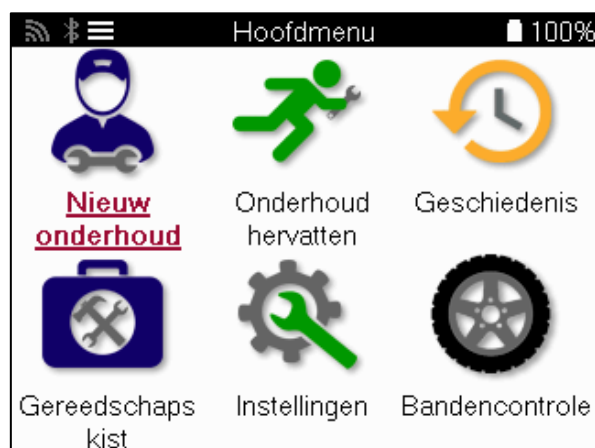 Hoofdmenu
100%
Nieuw
onderhoud
Onderhoud
hervatten
Geschiedenis
Gereedschaps
kist
Instellingen
Bandencontrole